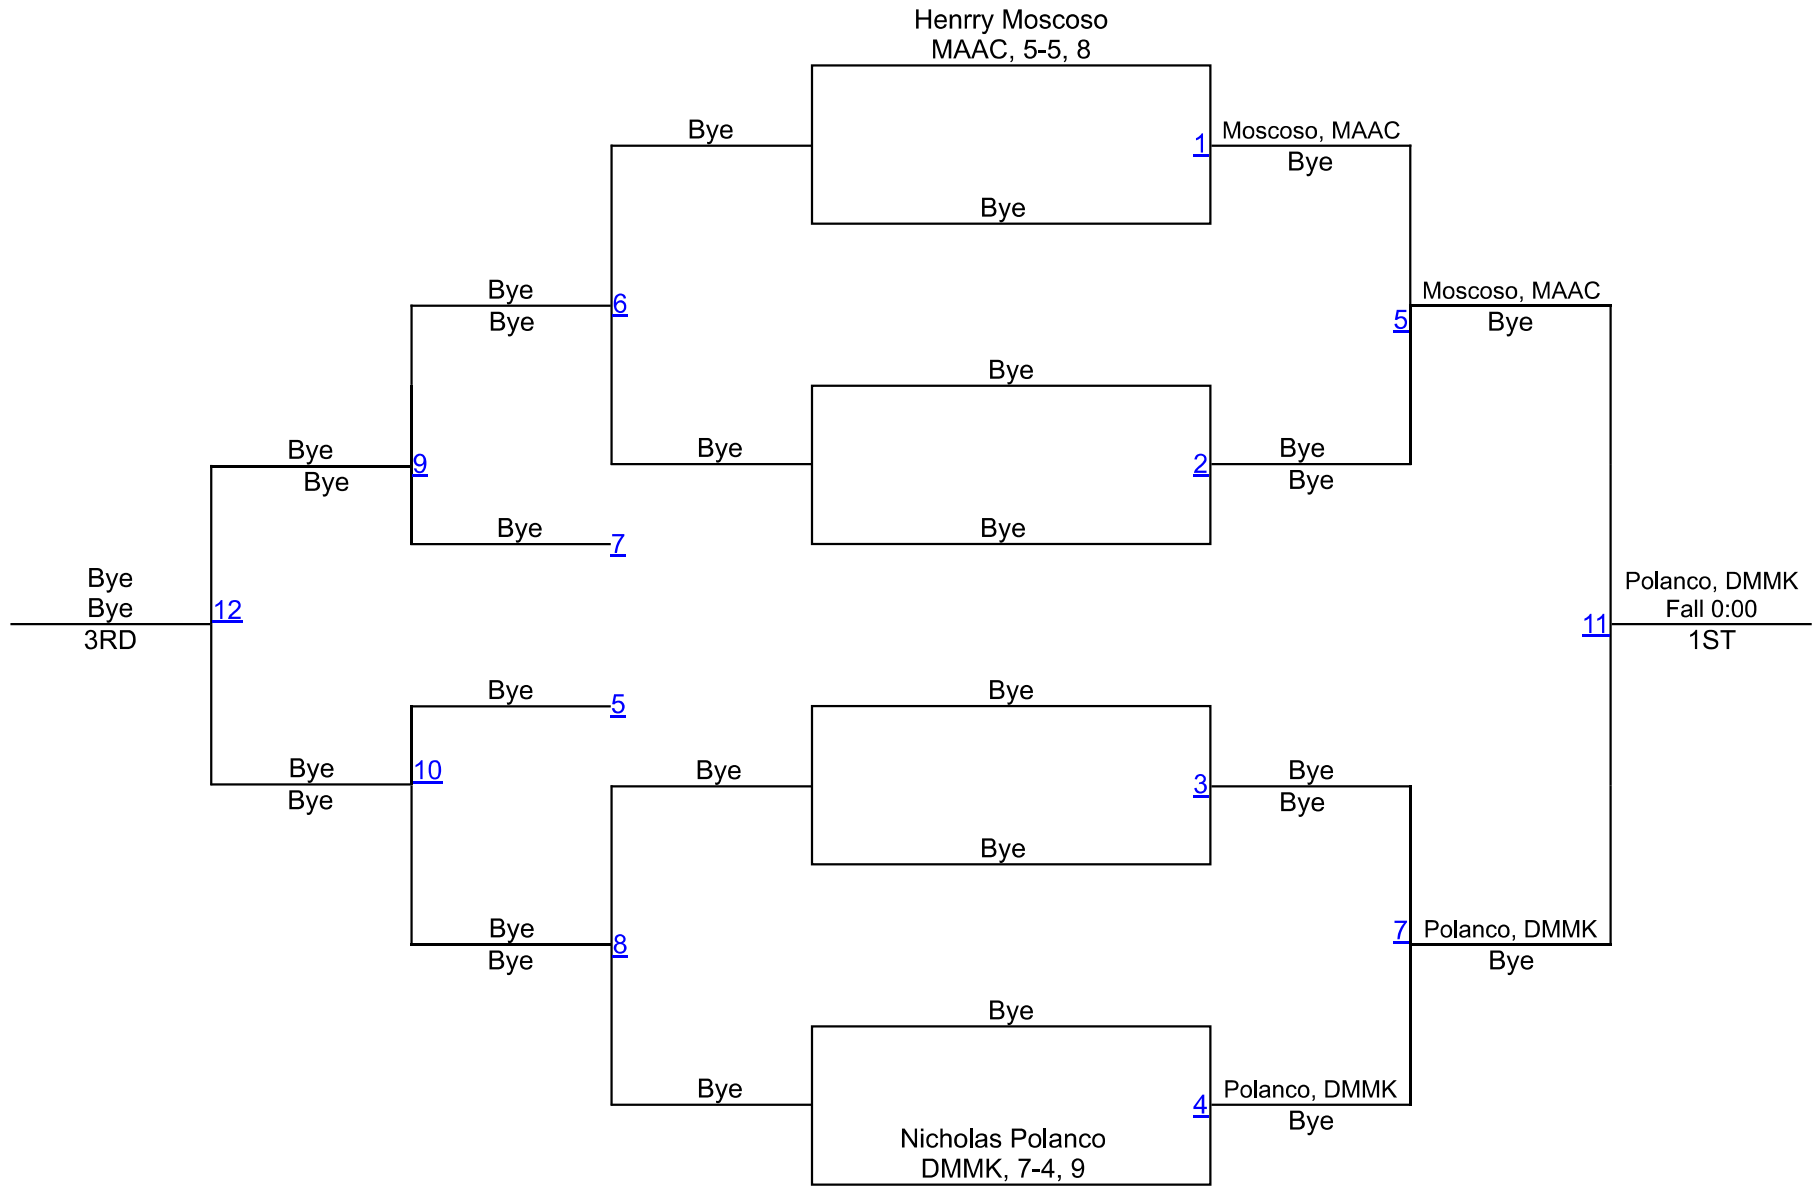 Henrry Moscoso
MAAC, 5-5, 8
Bye
1
Moscoso, MAAC
Bye
Bye
Bye
6
Bye
Moscoso, MAAC
5
Bye
Bye
Bye
9
Bye
Bye
2
Bye
Bye
Bye
7
Bye
Bye
Bye
12
3RD
Polanco, DMMK
Fall 0:00
11
1ST
Bye
5
Bye
Bye
10
Bye
Bye
3
Bye
Bye
Bye
Bye
8
Bye
7
Polanco, DMMK
Bye
Bye
Bye
4
Polanco, DMMK
Bye
Nicholas Polanco
DMMK, 7-4, 9